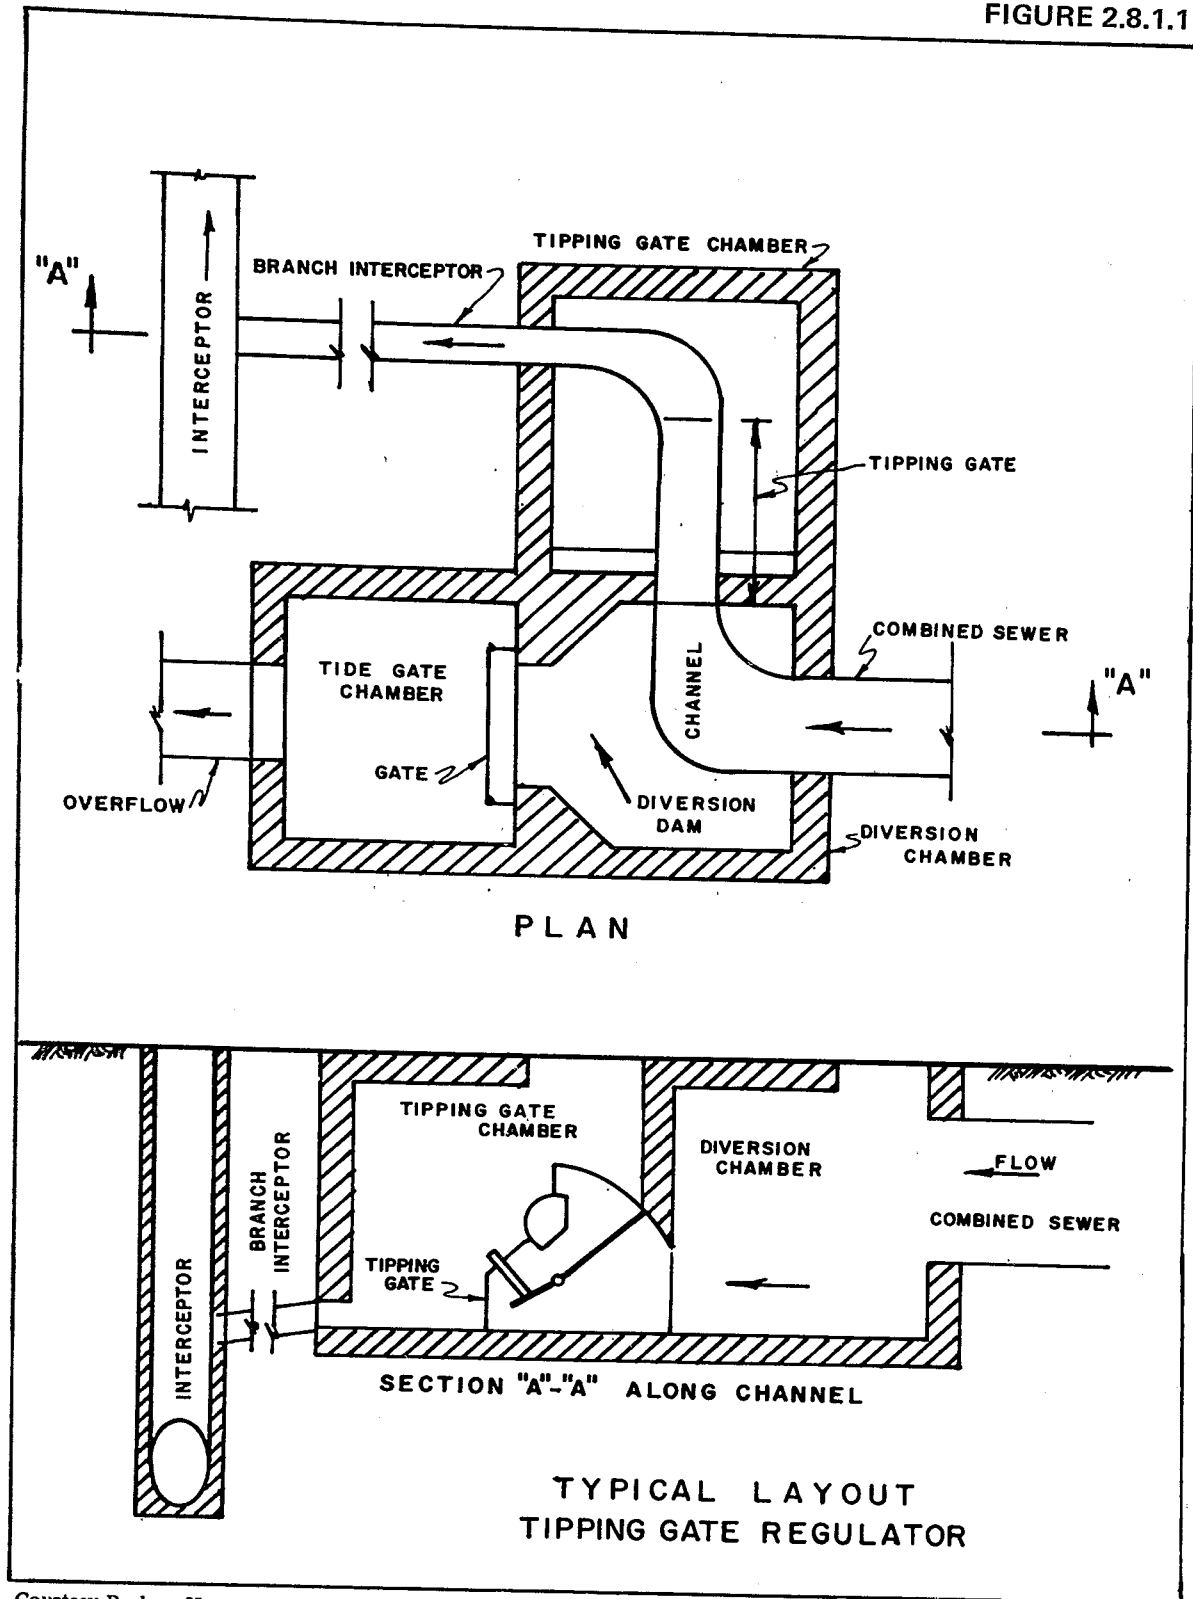 FIGURE 2.8.1.1
TIPPING GATE CHAMBER
"A"
BRANCH INTERCEPTOR
INTERCEPTOR
TIPPING GATE
COMBINED SEWER
TIDE GATE
CHAMBER
CHANNEL
"A"
GATE
OVERFLOW
DIVERSION
DAM
DIVERSION
CHAMBER
PLAN
TIPPING GATE
CHAMBER
DIVERSION
CHAMBER
FLOW
COMBINED SEWER
BRANCH
INTERCEPTOR
TIPPING
GATE
INTERCEPTOR
SECTION "A"-"A" ALONG CHANNEL
TYPICAL LAYOUT
TIPPING GATE REGULATOR